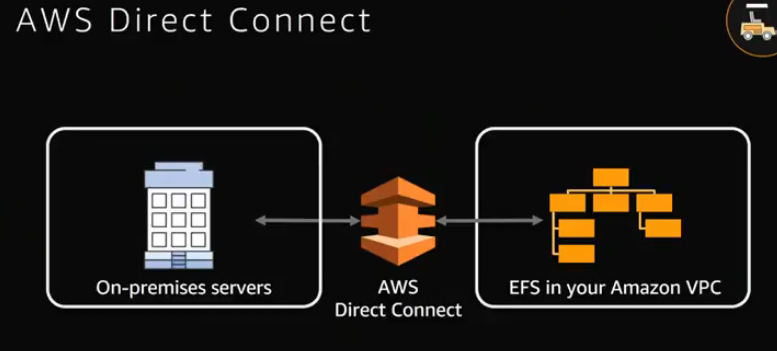 AWS Direct Connect
On-premises servers
AWS
Direct Connect
EFS in your Amazon VPC